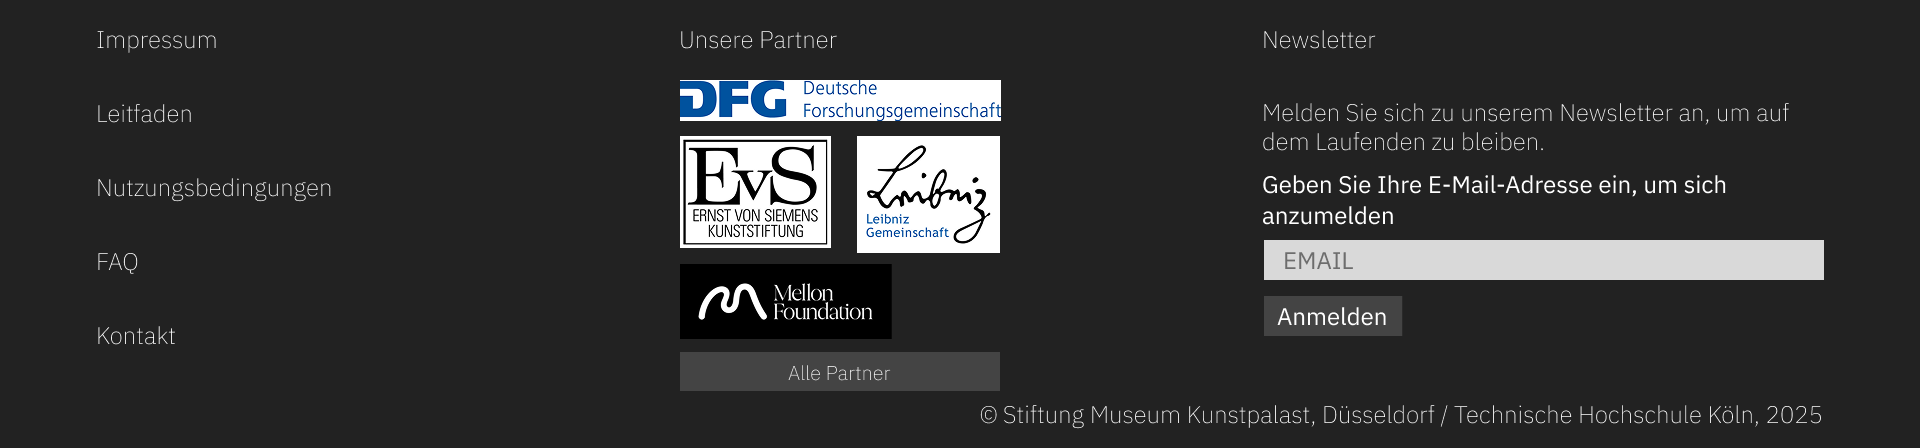 Impressum
Leitfaden
Nutzungsbedingungen
FAQ
Kontakt
Unsere Partner
DFG Deutsche
Forschungsgemeinschaft
EvS
ERNST VON SIEMENS
KUNSTSTIFTUNG
Leibniz
Leibniz
Gemeinschaft
Mellon
Foundation
Alle Partner
Newsletter
Melden Sie sich zu unserem Newsletter an, um auf
dem Laufenden zu bleiben.
Geben Sie Ihre E-Mail-Adresse ein, um sich
anzumelden
EMAIL
Anmelden
© Stiftung Museum Kunstpalast, Düsseldorf / Technische Hochschule Köln, 2025